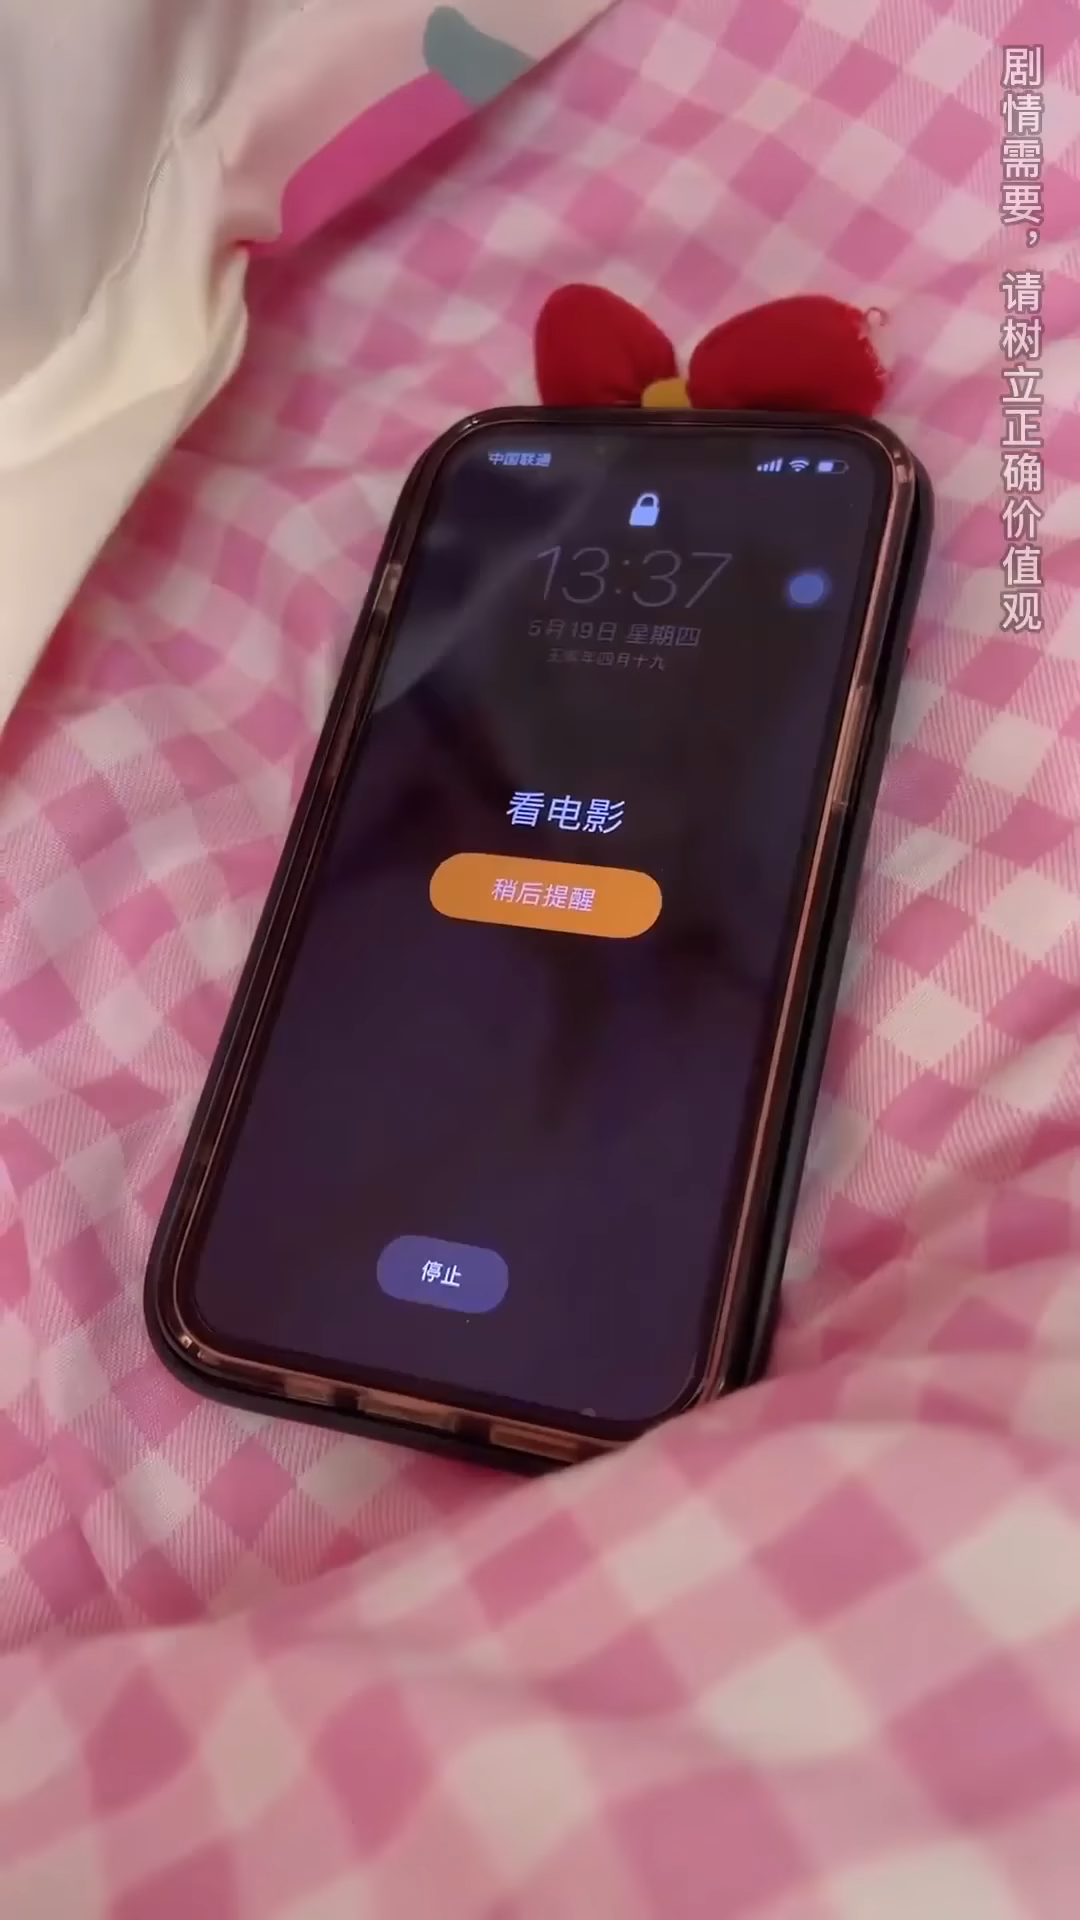 中国联通
13:37
5月19日 星期四
壬寅年四月十九
看电影
稍后提醒
停止
剧情需要，请树立正确价值观